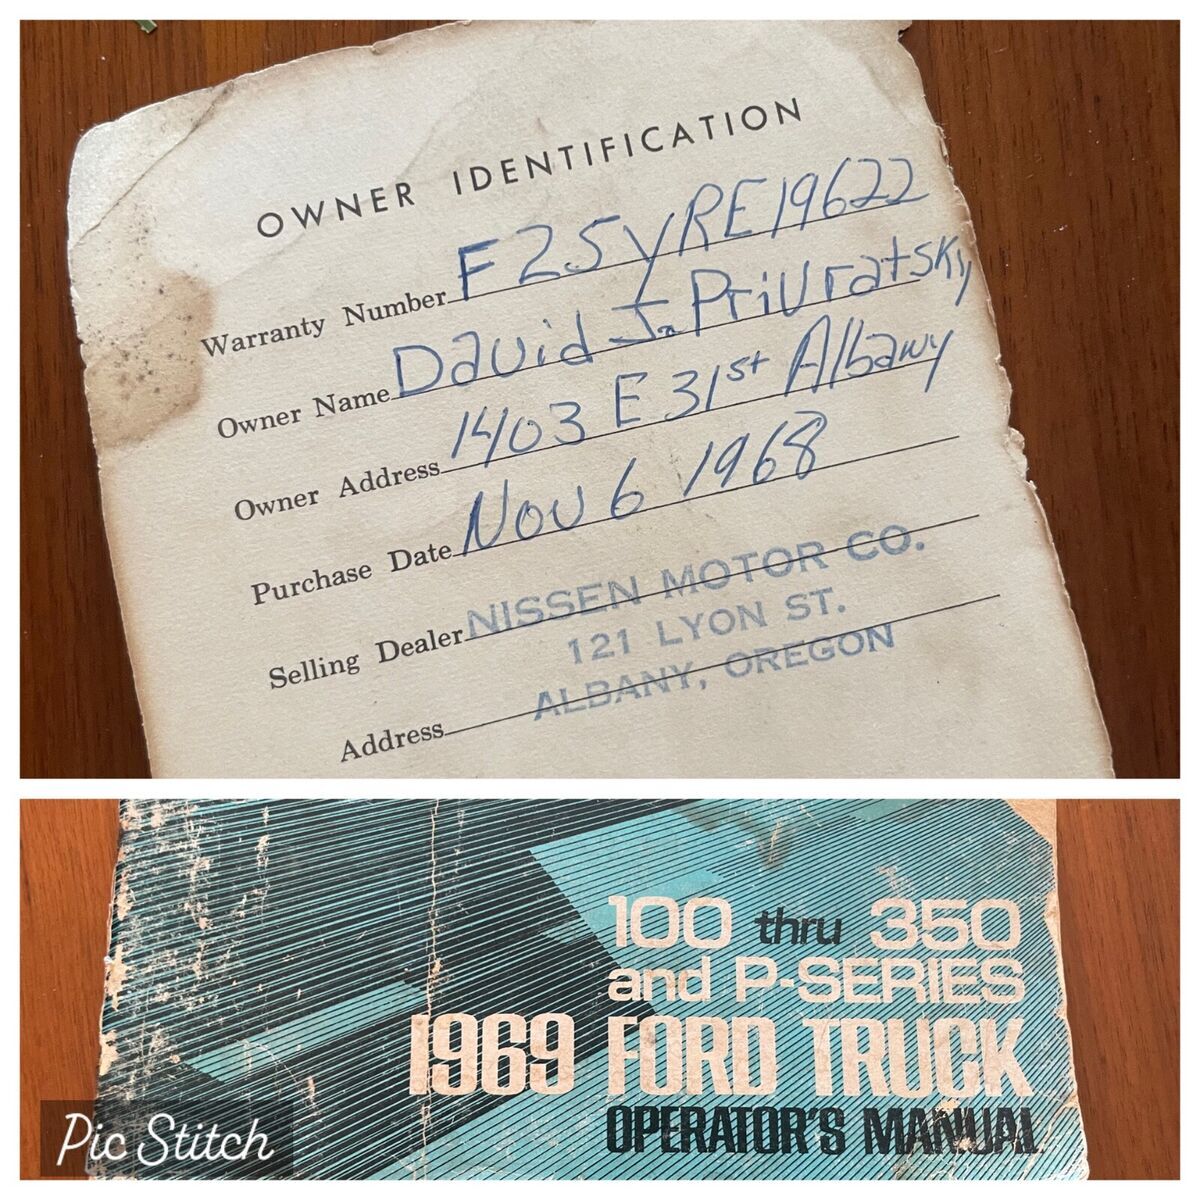 OWNER IDENTIFICATION
Warranty Number F25YRE19622
Owner Name David J. Privratsky
Owner Address 1403 E 31st Albany
Purchase Date Nov 6 1968
Selling Dealer NISSEN MOTOR CO.
121 LYON ST.
Address ALBANY, OREGON
100 thru 350
and P-SERIES
1969 FORD TRUCK
OPERATOR'S MANUAL
Pic Stitch